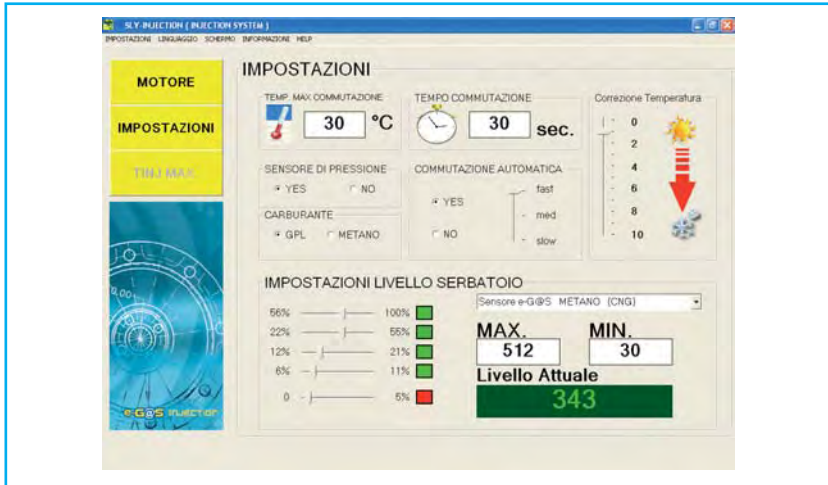 SLY-INJECTION ( INJECTION SYSTEM )
IMPOSTAZIONI LINGUAGGIO SCHERMO INFORMAZIONI HELP
MOTORE
IMPOSTAZIONI
TINJ MAX.
e-G@S INJECTION
IMPOSTAZIONI
TEMP. MAX COMMUTAZIONE
30 °C
TEMPO COMMUTAZIONE
30 sec.
Correzione Temperatura
0
2
4
6
8
10
SENSORE DI PRESSIONE
YES NO
CARBURANTE
GPL METANO
COMMUTAZIONE AUTOMATICA
YES
NO
fast
med
slow
IMPOSTAZIONI LIVELLO SERBATOIO
56% 100%
22% 55%
12% 21%
6% 11%
0 5%
Sensore e-G@S METANO (CNG)
MAX. MIN.
512 30
Livello Attuale
343